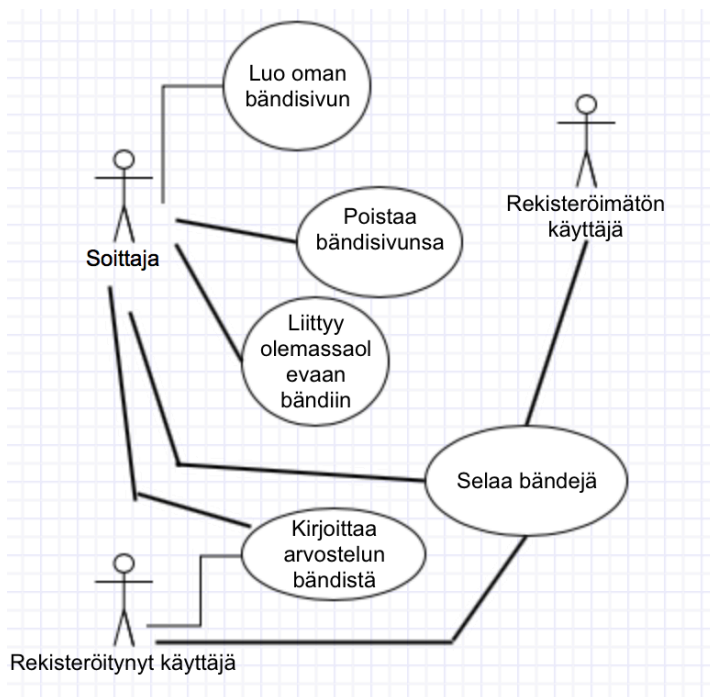 Luo oman
bändisivun
Rekisteröimätön
käyttäjä
Poistaa
bändisivunsa
Soittaja
Liittyy
olemassaol
evaan
bändiin
Selaa bändejä
Kirjoittaa
arvostelun
bändistä
Rekisteröitynyt käyttäjä